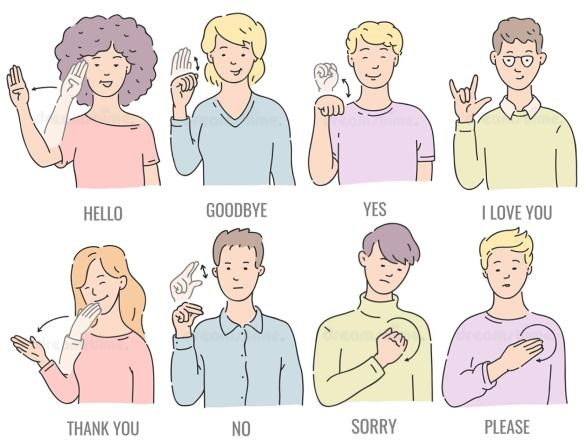 HELLO
GOODBYE
YES
I LOVE YOU
THANK YOU
NO
SORRY
PLEASE